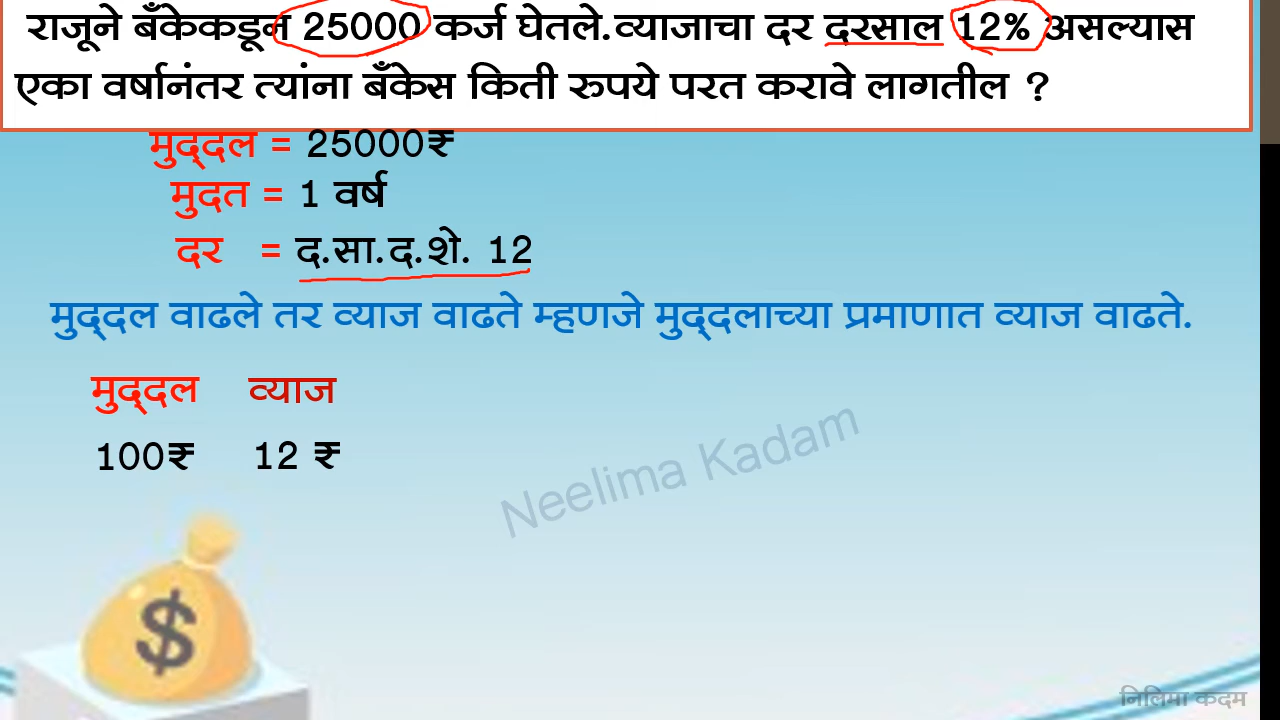 राजूने बँकेकडून 25000 कर्ज घेतले.व्याजाचा दर दरसाल 12% असल्यास
एका वर्षानंतर त्यांना बँकेस किती रुपये परत करावे लागतील ?
मुद्दल = 25000₹
मुदत = 1 वर्ष
दर = द.सा.द.शे. 12
मुद्दल वाढले तर व्याज वाढते म्हणजे मुद्दलाच्या प्रमाणात व्याज वाढते.
मुद्दल व्याज
100₹ 12 ₹
Neelima Kadam
$
निलिमा कदम